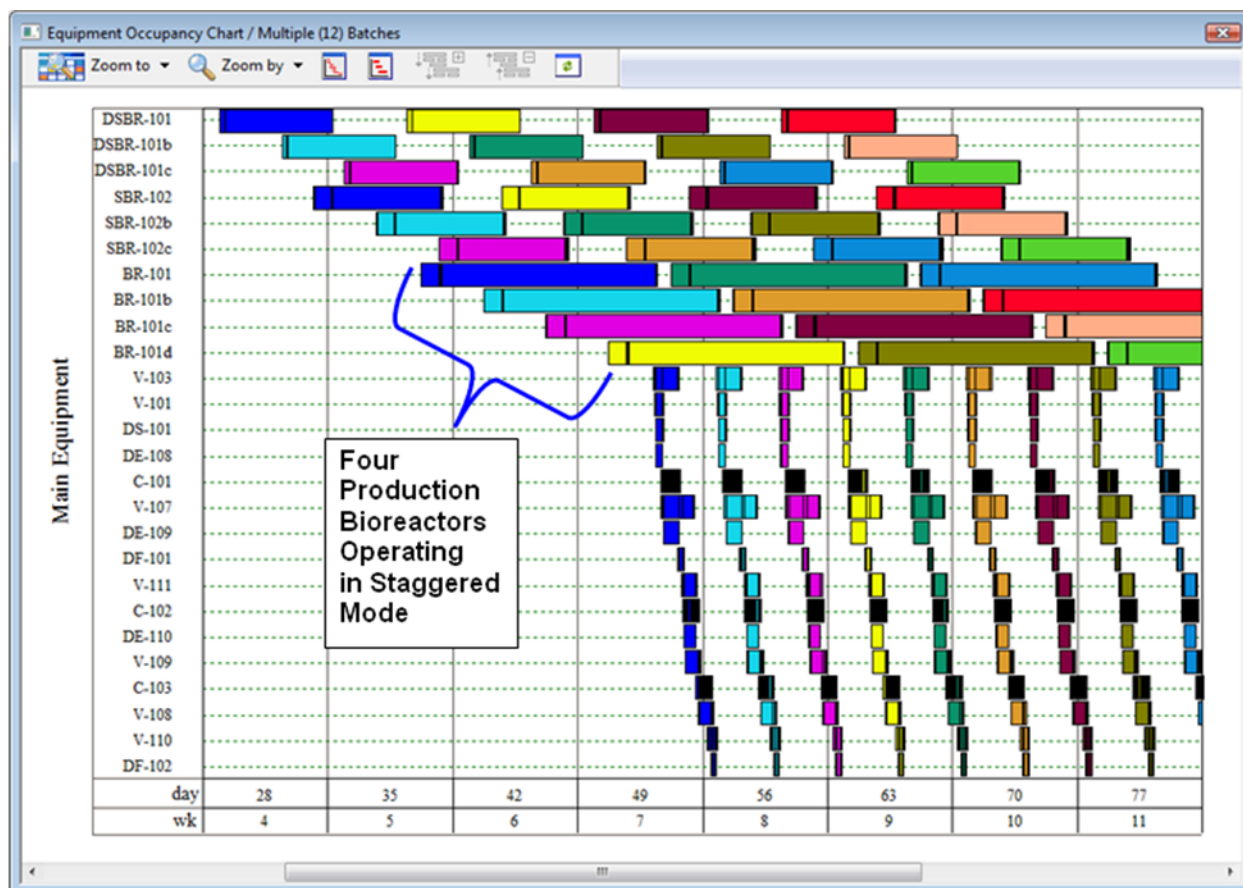 Equipment Occupancy Chart / Multiple (12) Batches
Zoom to
Zoom by
DSBR-101
DSBR-101b
DSBR-101c
SBR-102
SBR-102b
SBR-102c
BR-101
BR-101b
BR-101c
BR-101d
V-103
V-101
DS-101
DE-108
C-101
V-107
DE-109
DF-101
V-111
C-102
DE-110
V-109
C-103
V-108
V-110
DF-102
Main Equipment
Four
Production
Bioreactors
Operating
in Staggered
Mode
day 28 35 42 49 56 63 70 77
wk 4 5 6 7 8 9 10 11